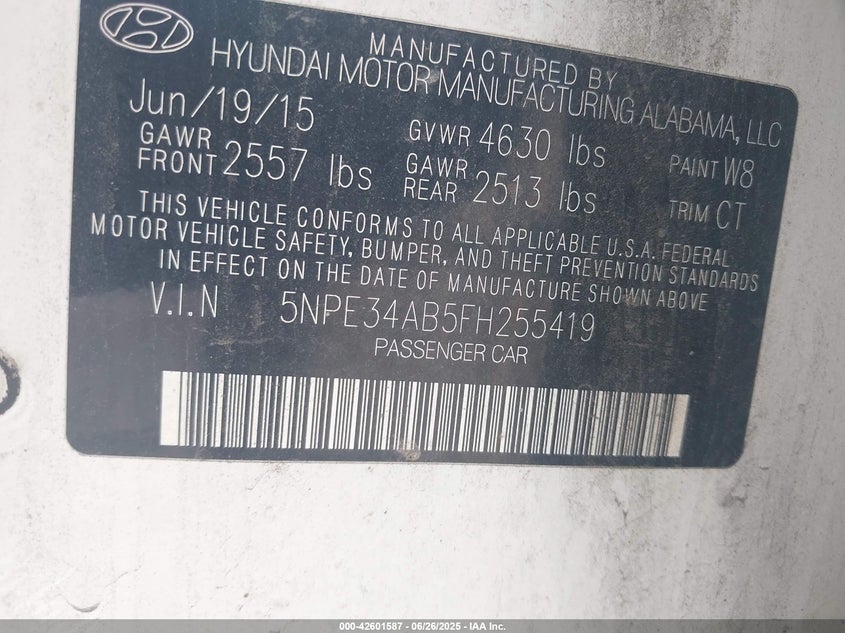 MANUFACTURED BY
HYUNDAI MOTOR MANUFACTURING ALABAMA, LLC
Jun/19/15 GVWR 4630 lbs PAINT W8
GAWR FRONT 2557 lbs GAWR REAR 2513 lbs TRIM CT
THIS VEHICLE CONFORMS TO ALL APPLICABLE U.S.A. FEDERAL
MOTOR VEHICLE SAFETY, BUMPER, AND THEFT PREVENTION STANDARDS
IN EFFECT ON THE DATE OF MANUFACTURE SHOWN ABOVE
V.I.N 5NPE34AB5FH255419
PASSENGER CAR
000-42601587 - 06/26/2025 - IAA Inc.